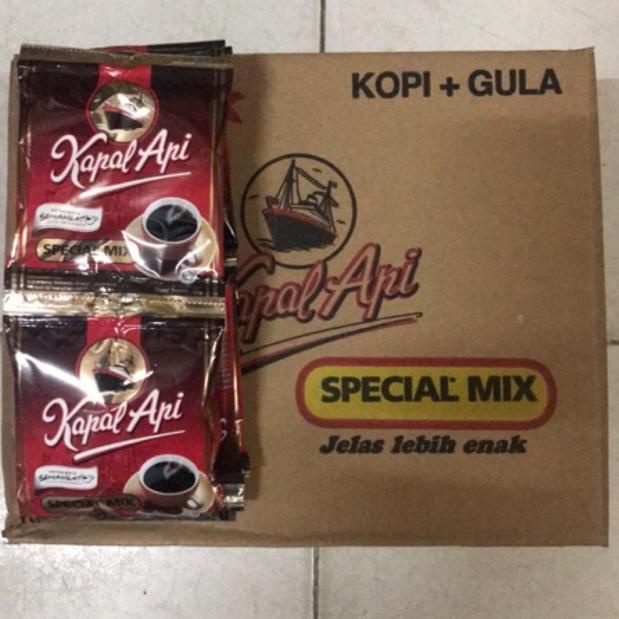 KOPI + GULA
Kapal Api
SPECIAL MIX
Jelas lebih enak
Kapal Api
SPECIAL MIX
Kapal Api
SPECIAL MIX